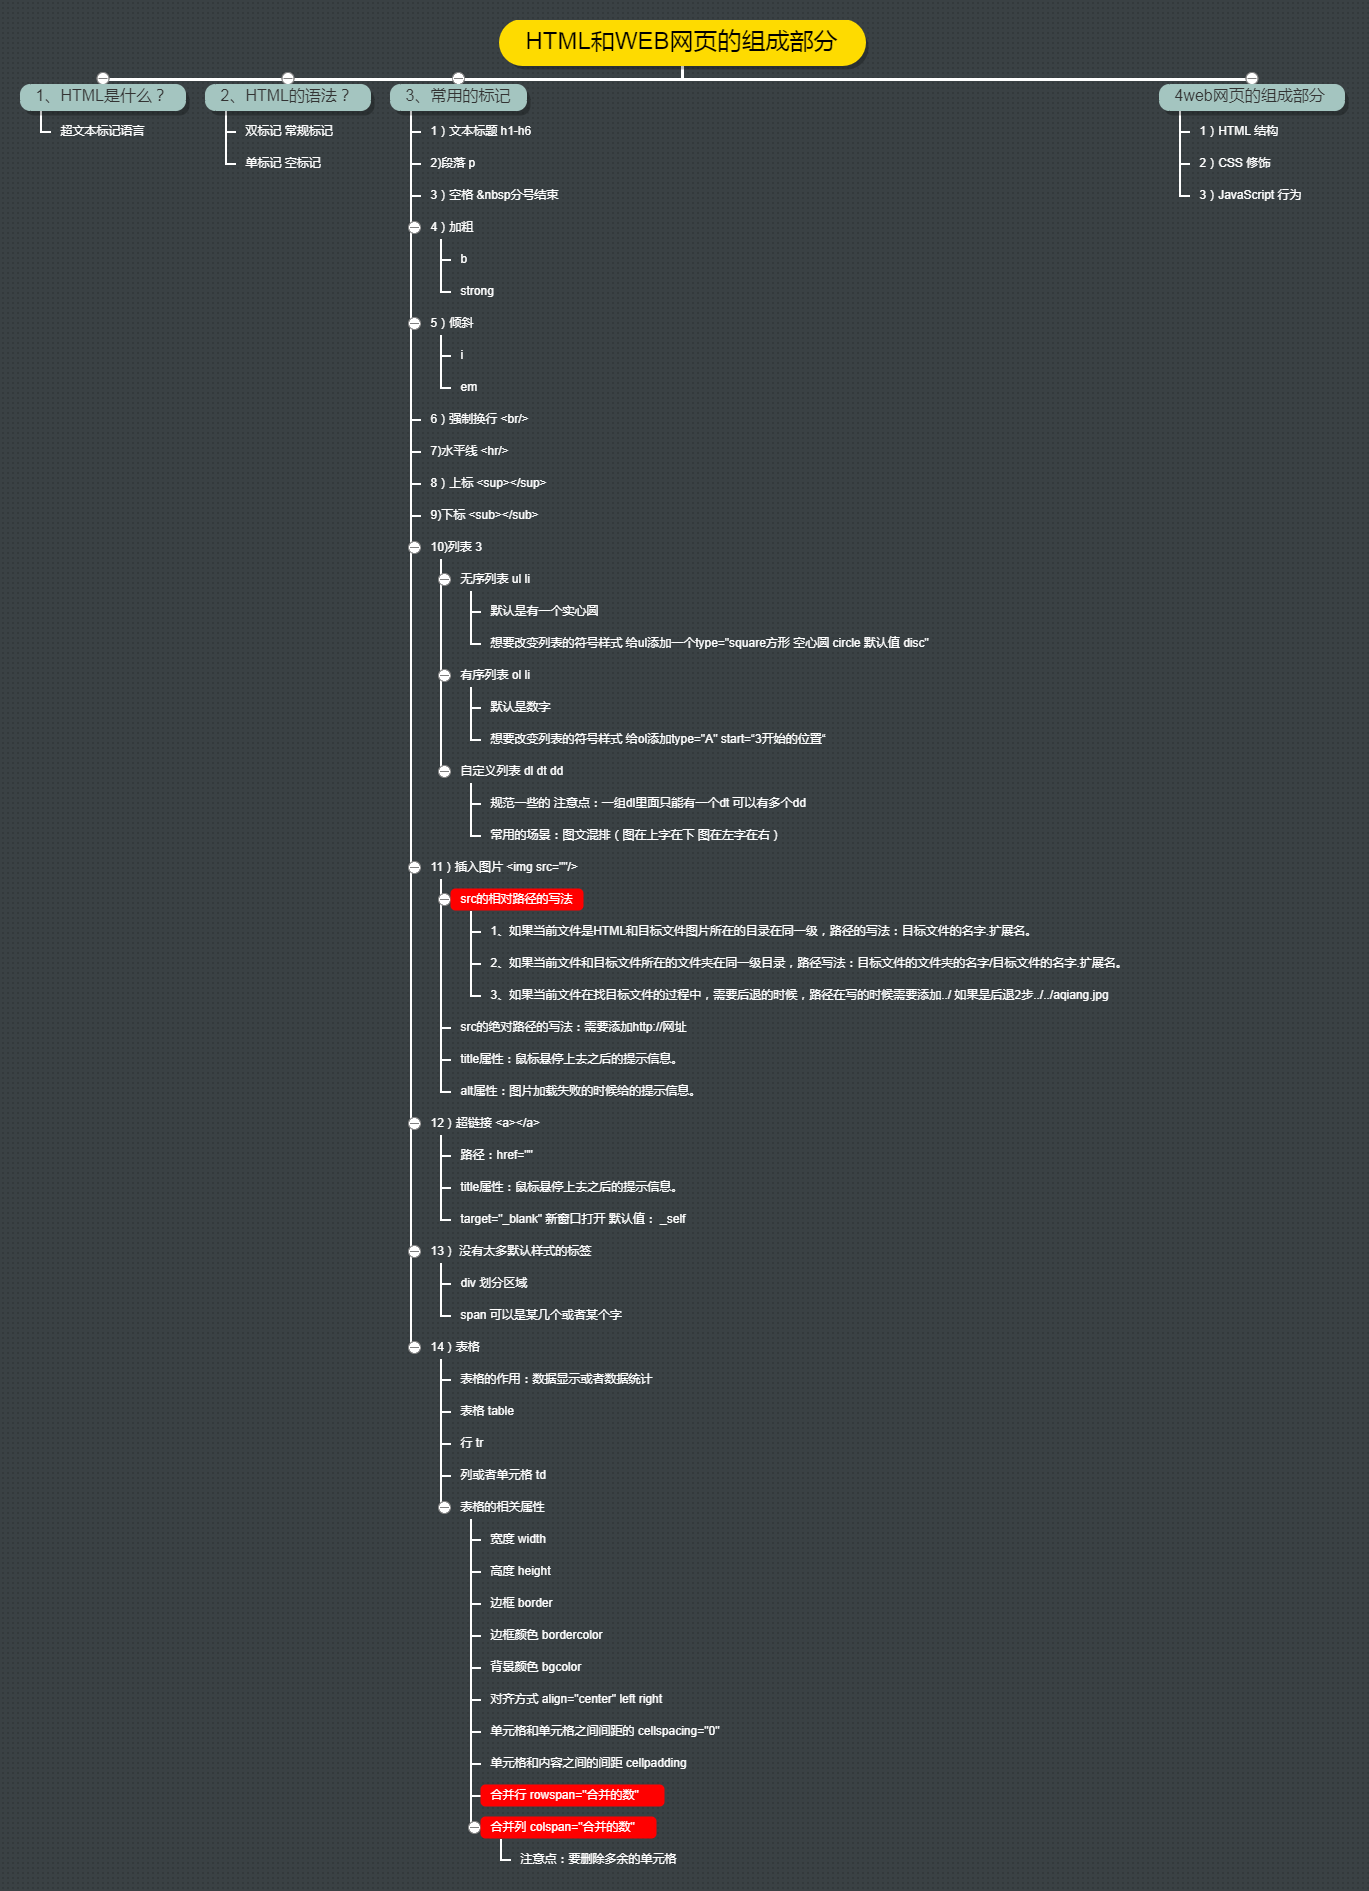 HTML和WEB网页的组成部分
1、HTML是什么？
超文本标记语言
2、HTML的语法？
双标记 常规标记
单标记 空标记
3、常用的标记
1）文本标题 h1-h6
2)段落 p
3）空格 &nbsp分号结束
4）加粗
b
strong
5）倾斜
i
em
6）强制换行 <br/>
7)水平线 <hr/>
8）上标 <sup></sup>
9)下标 <sub></sub>
10)列表 3
无序列表 ul li
默认是有一个实心圆
想要改变列表的符号样式 给ul添加一个type="square方形 空心圆 circle 默认值 disc"
有序列表 ol li
默认是数字
想要改变列表的符号样式 给ol添加type="A" start=“3开始的位置“
自定义列表 dl dt dd
规范一些的 注意点：一组dl里面只能有一个dt 可以有多个dd
常用的场景：图文混排（图在上字在下 图在左字在右）
11）插入图片 <img src=""/>
src的相对路径的写法
1、如果当前文件是HTML和目标文件图片所在的目录在同一级，路径的写法：目标文件的名字.扩展名。
2、如果当前文件和目标文件所在的文件夹在同一级目录，路径写法：目标文件的文件夹的名字/目标文件的名字.扩展名。
3、如果当前文件在找目标文件的过程中，需要后退的时候，路径在写的时候需要添加../ 如果是后退2步../../aqiang.jpg
src的绝对路径的写法：需要添加http://网址
title属性：鼠标悬停上去之后的提示信息。
alt属性：图片加载失败的时候给的提示信息。
12）超链接 <a></a>
路径：href=""
title属性：鼠标悬停上去之后的提示信息。
target="_blank" 新窗口打开 默认值： _self
13） 没有太多默认样式的标签
div 划分区域
span 可以是某几个或者某个字
14）表格
表格的作用：数据显示或者数据统计
表格 table
行 tr
列或者单元格 td
表格的相关属性
宽度 width
高度 height
边框 border
边框颜色 bordercolor
背景颜色 bgcolor
对齐方式 align="center" left right
单元格和单元格之间间距的 cellspacing="0"
单元格和内容之间的间距 cellpadding
合并行 rowspan="合并的数"
合并列 colspan="合并的数"
注意点：要删除多余的单元格
4web网页的组成部分
1）HTML 结构
2）CSS 修饰
3）JavaScript 行为